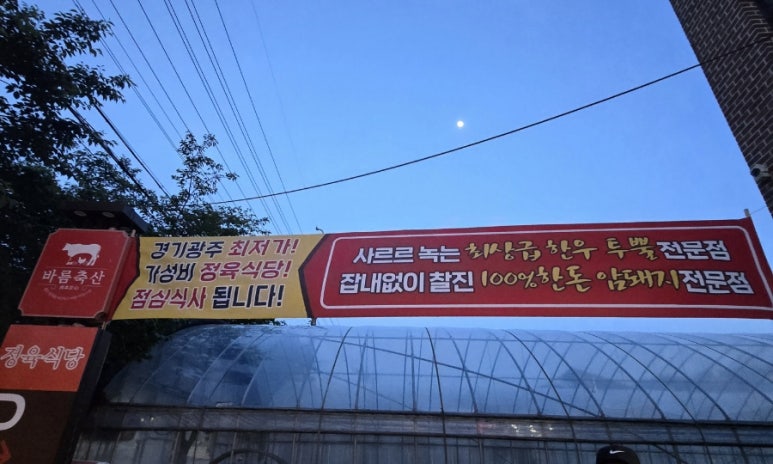 바름축산
경기광주 최저가!
가성비 정육식당!
점심식사 됩니다!
사르르 녹는 최상급 한우 투뿔 전문점
잡내없이 찰진 100%한돈 암돼지전문점
정육식당